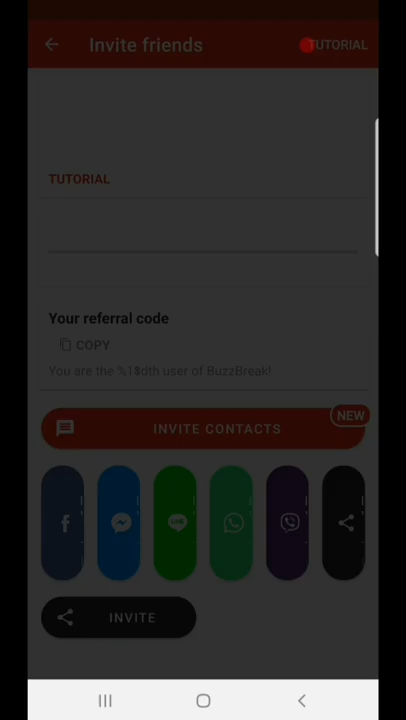 Invite friends
TUTORIAL
TUTORIAL
Your referral code
COPY
You are the %1$dth user of BuzzBreak!
NEW
INVITE CONTACTS
INVITE